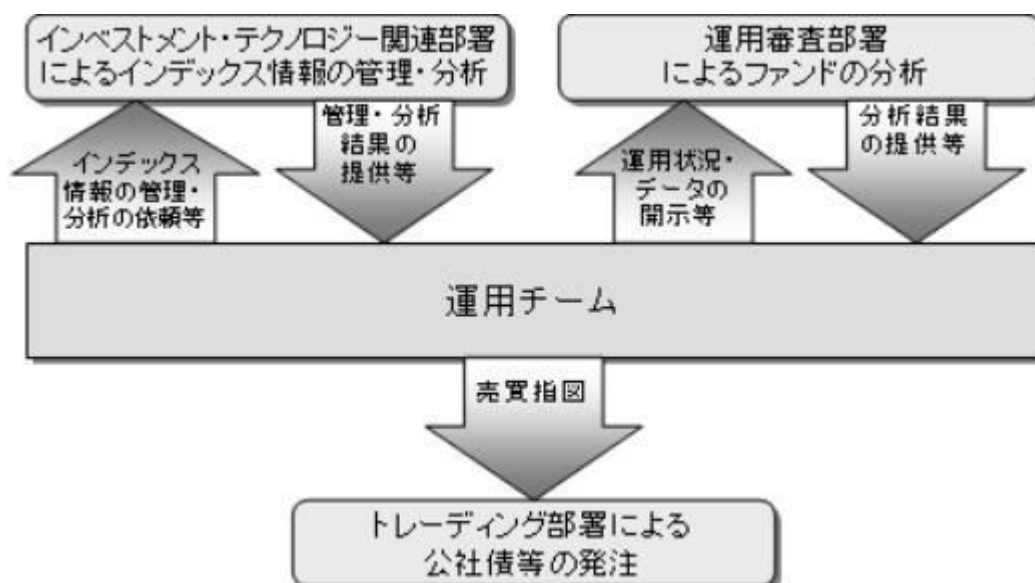 インベストメント・テクノロジー関連部署
によるインデックス情報の管理・分析
運用審査部署
によるファンドの分析
インデックス
情報の管理・
分析の依頼等
管理・分析
結果の
提供等
運用状況・
データの
開示等
分析結果
の提供等
運用チーム
売買指図
トレーディング部署による
公社債等の発注